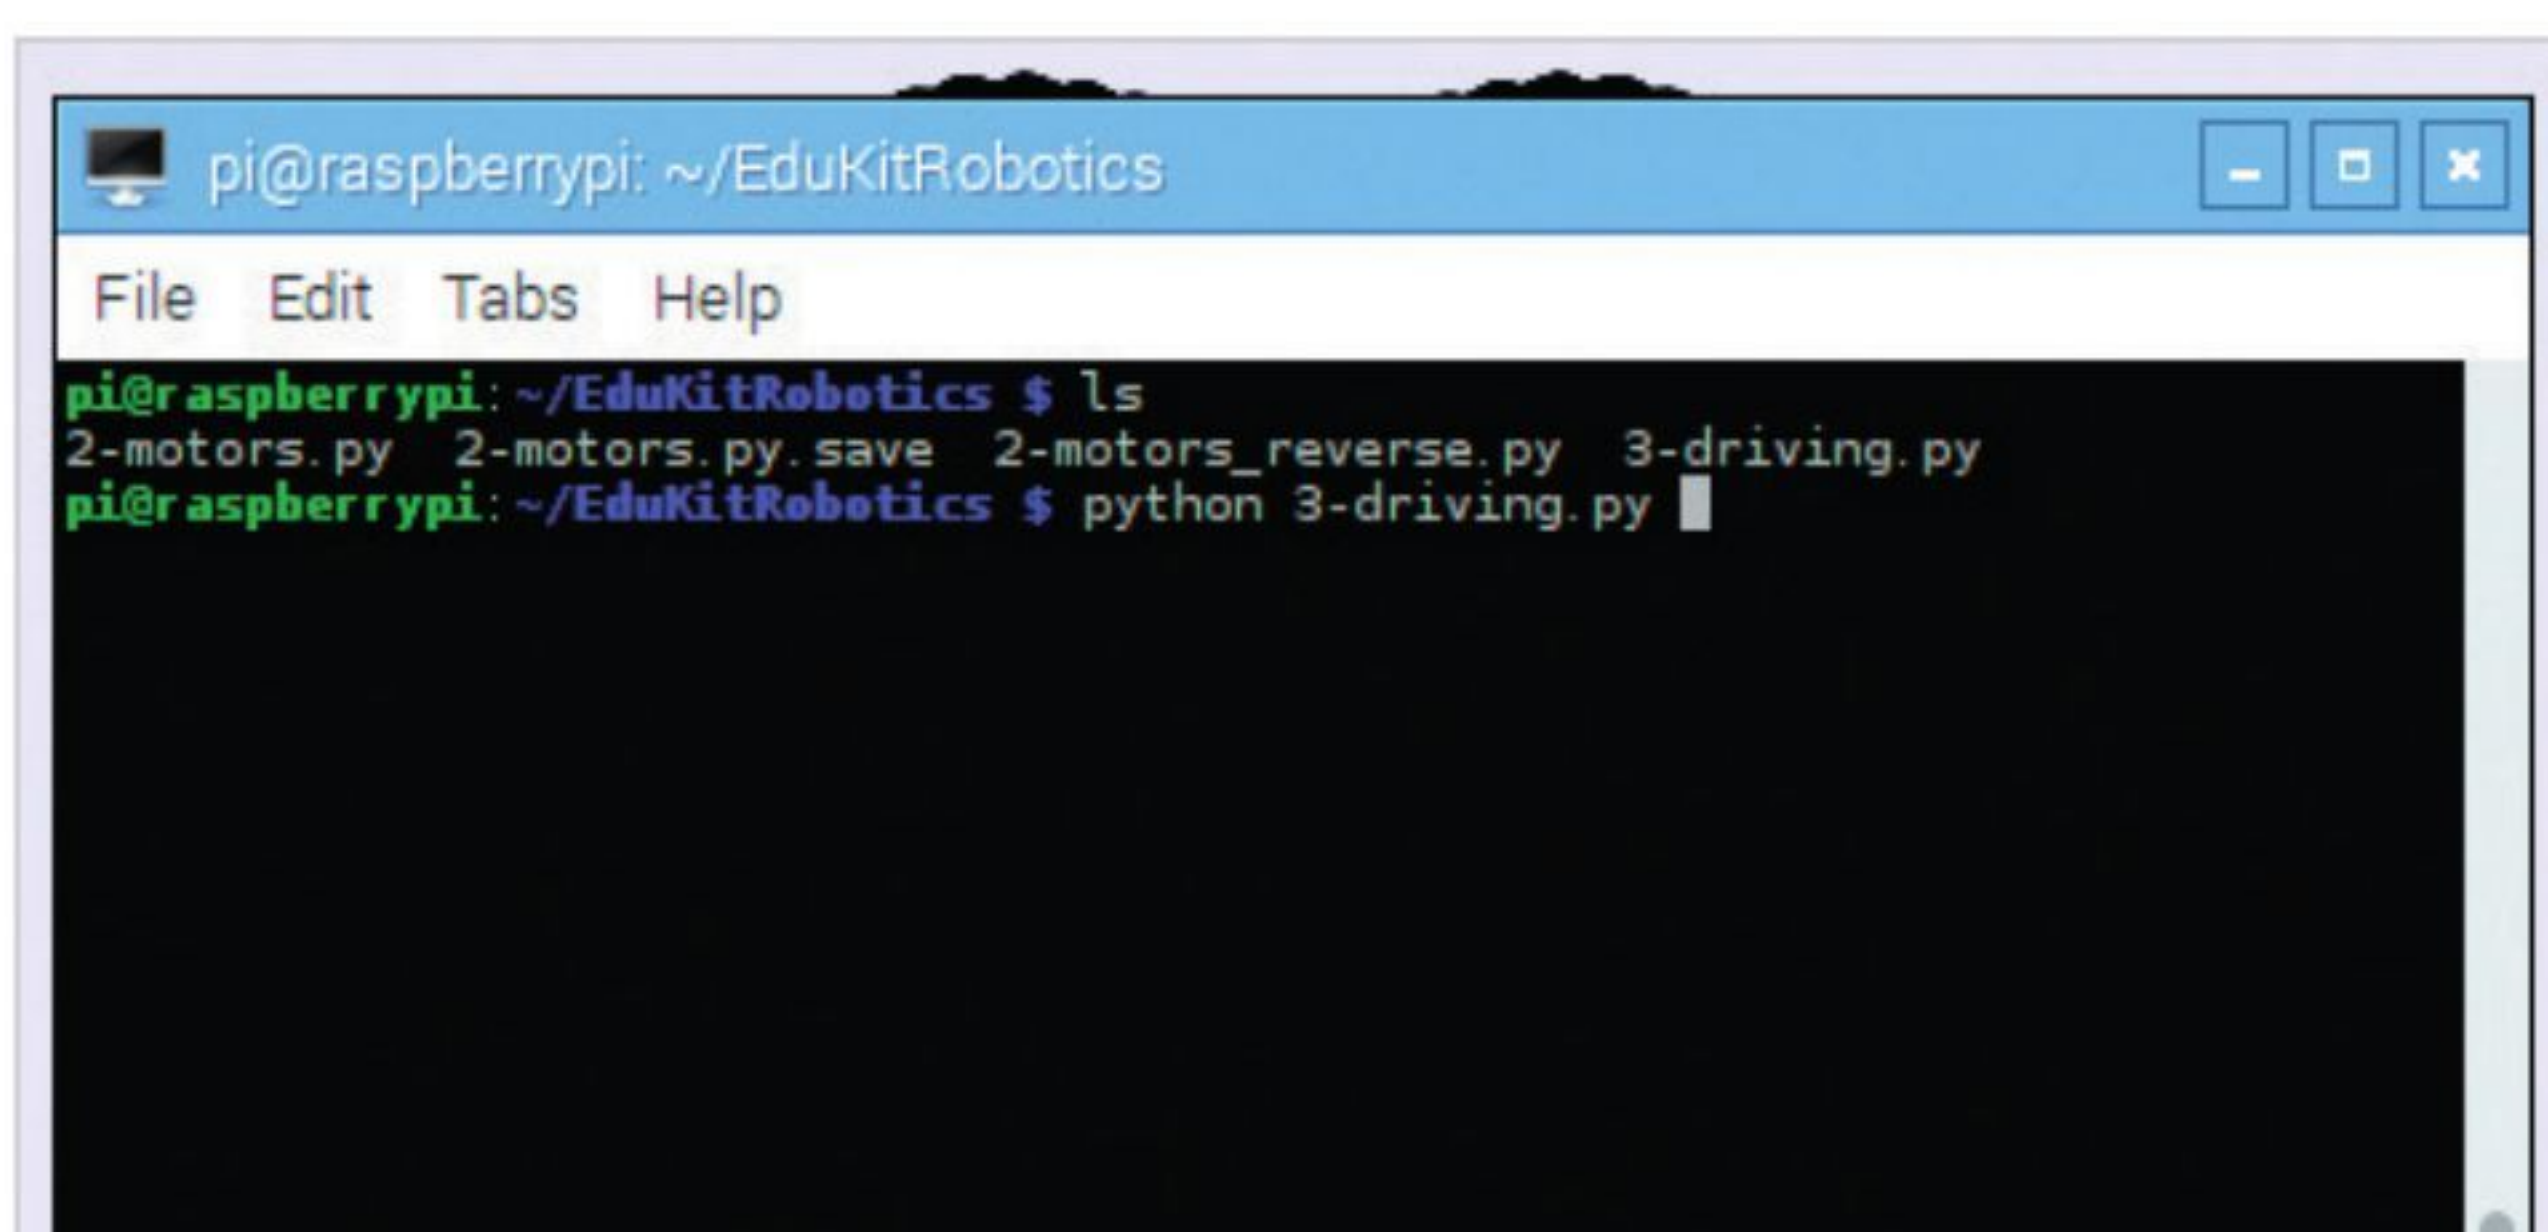 pi@raspberrypi: ~/EduKitRobotics
File Edit Tabs Help
pi@raspberrypi:~/EduKitRobotics $ ls
2-motors.py  2-motors.py.save  2-motors_reverse.py  3-driving.py
pi@raspberrypi:~/EduKitRobotics $ python 3-driving.py